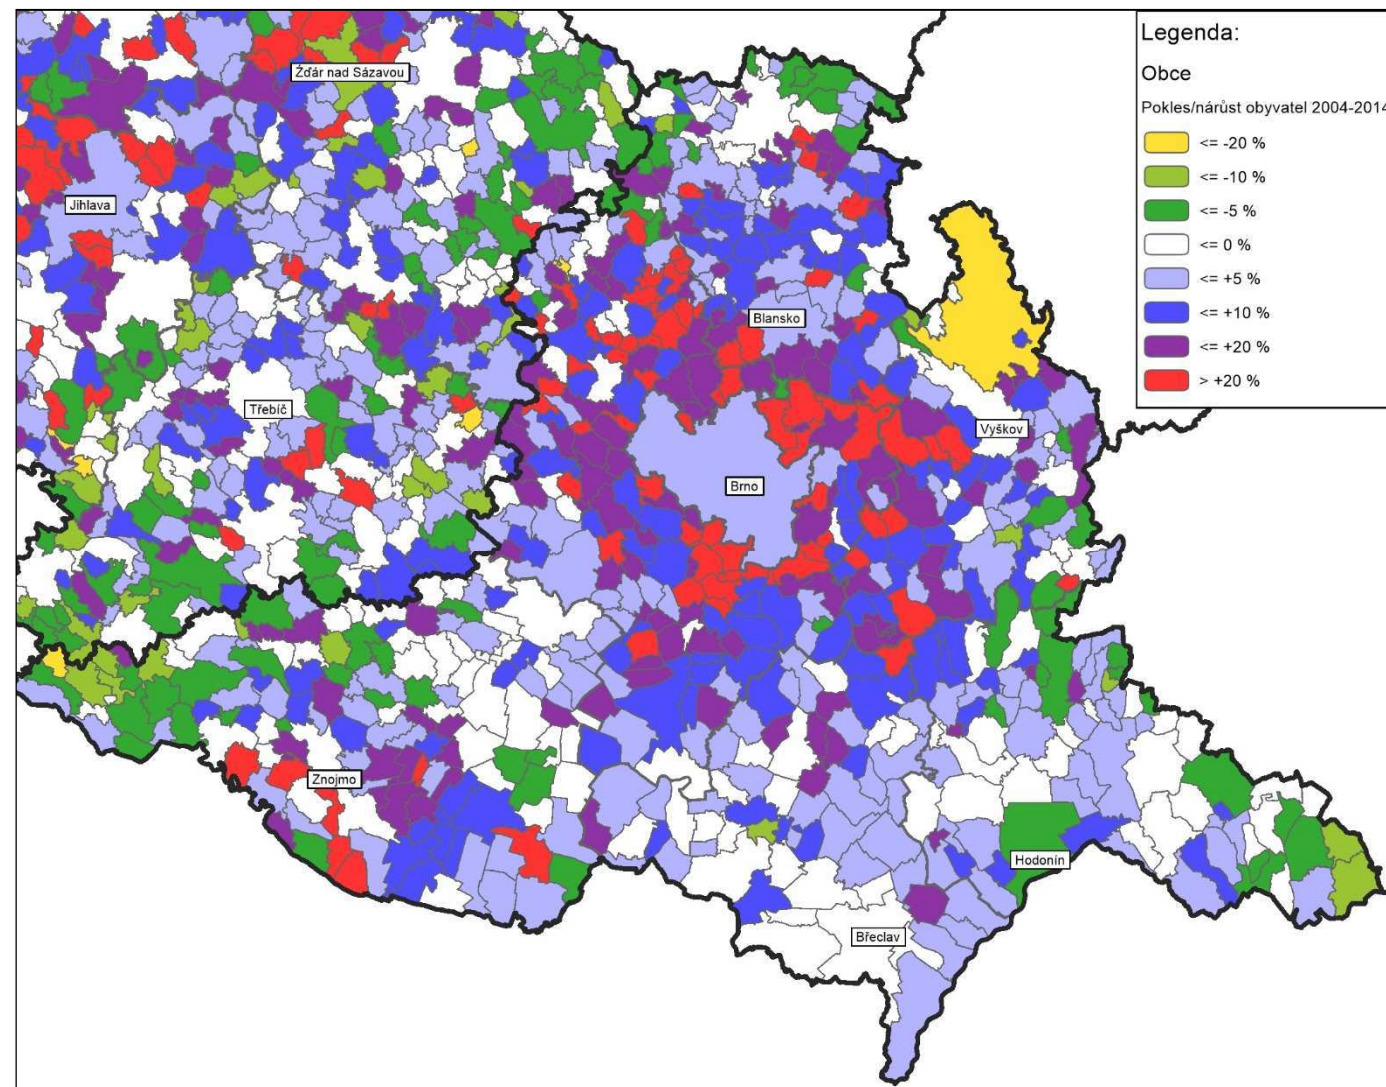 Legenda:
Obce
Pokles/nárůst obyvatel 2004-2014
<= -20 %
<= -10 %
<= -5 %
<= 0 %
<= +5 %
<= +10 %
<= +20 %
> +20 %
Žďár nad Sázavou
Jihlava
Blansko
Třebíč
Vyškov
Brno
Znojmo
Hodonín
Břeclav